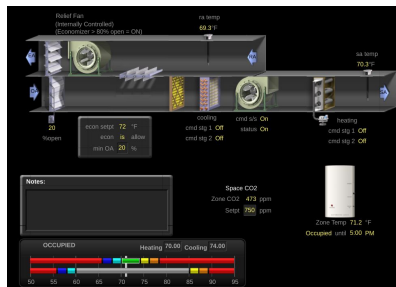 Relief Fan
(Internally Controlled)
(Economizer > 80% open = ON)
ra temp
69.3°F
sa temp
70.3°F
20
%open
econ setpt 72 °F
econ is allow
min OA 20 %
cooling
cmd stg 1 Off
cmd stg 2 Off
cmd s/s On
status On
heating
cmd stg 1 Off
cmd stg 2 Off
Notes:
Space CO2
Zone CO2 473 ppm
Setpt 750 ppm
Zone Temp 71.2 °F
Occupied until 5:00 PM
OCCUPIED Heating 70.00 Cooling 74.00
50 55 60 65 70 75 80 85 90 95